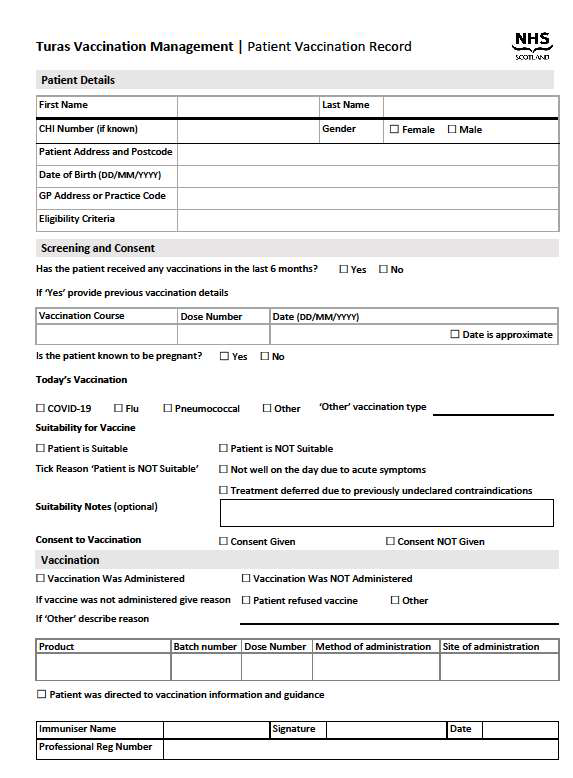 Turas Vaccination Management | Patient Vaccination Record
NHS
SCOTLAND
Patient Details
First Name Last Name
CHI Number (if known) Gender ☐ Female ☐ Male
Patient Address and Postcode
Date of Birth (DD/MM/YYYY)
GP Address or Practice Code
Eligibility Criteria
Screening and Consent
Has the patient received any vaccinations in the last 6 months? ☐ Yes ☐ No
If ‘Yes’ provide previous vaccination details
Vaccination Course Dose Number Date (DD/MM/YYYY)
☐ Date is approximate
Is the patient known to be pregnant? ☐ Yes ☐ No
Today’s Vaccination
☐ COVID-19 ☐ Flu ☐ Pneumococcal ☐ Other ‘Other’ vaccination type
Suitability for Vaccine
☐ Patient is Suitable ☐ Patient is NOT Suitable
Tick Reason ‘Patient is NOT Suitable’ ☐ Not well on the day due to acute symptoms
☐ Treatment deferred due to previously undeclared contraindications
Suitability Notes (optional)
Consent to Vaccination ☐ Consent Given ☐ Consent NOT Given
Vaccination
☐ Vaccination Was Administered ☐ Vaccination Was NOT Administered
If vaccine was not administered give reason ☐ Patient refused vaccine ☐ Other
If ‘Other’ describe reason
Product Batch number Dose Number Method of administration Site of administration
☐ Patient was directed to vaccination information and guidance
Immuniser Name Signature Date
Professional Reg Number